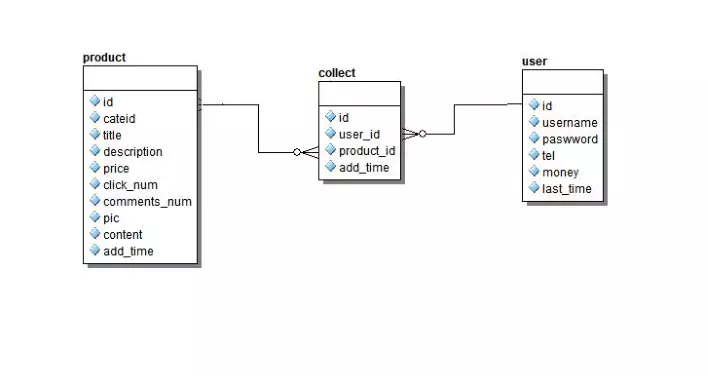 product
id
cateid
title
description
price
click_num
comments_num
pic
content
add_time
collect
id
user_id
product_id
add_time
user
id
username
paswword
tel
money
last_time